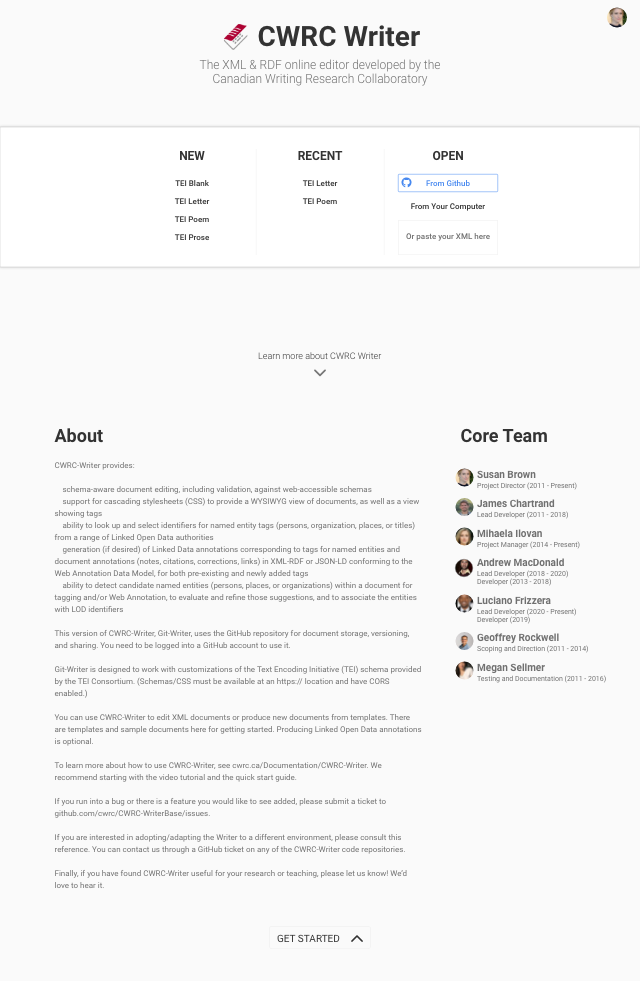 CWRC Writer
The XML & RDF online editor developed by the
Canadian Writing Research Collaboratory
NEW
TEI Blank
TEI Letter
TEI Poem
TEI Prose
RECENT
TEI Letter
TEI Poem
OPEN
From Github
From Your Computer
Or paste your XML here
Learn more about CWRC Writer
About
CWRC-Writer provides:
schema-aware document editing, including validation, against web-accessible schemas
support for cascading stylesheets (CSS) to provide a WYSIWYG view of documents, as well as a view
showing tags
ability to look up and select identifiers for named entity tags (persons, organization, places, or titles)
from a range of Linked Open Data authorities
generation (if desired) of Linked Data annotations corresponding to tags for named entities and
document annotations (notes, citations, corrections, links) in XML-RDF or JSON-LD conforming to the
Web Annotation Data Model, for both pre-existing and newly added tags
ability to detect candidate named entities (persons, places, or organizations) within a document for
tagging and/or Web Annotation, to evaluate and refine those suggestions, and to associate the entities
with LOD identifiers
This version of CWRC-Writer, Git-Writer, uses the GitHub repository for document storage, versioning,
and sharing. You need to be logged into a GitHub account to use it.
Git-Writer is designed to work with customizations of the Text Encoding Initiative (TEI) schema provided
by the TEI Consortium. (Schemas/CSS must be available at an https:// location and have CORS
enabled.)
You can use CWRC-Writer to edit XML documents or produce new documents from templates. There
are templates and sample documents here for getting started. Producing Linked Open Data annotations
is optional.
To learn more about how to use CWRC-Writer, see cwrc.ca/Documentation/CWRC-Writer. We
recommend starting with the video tutorial and the quick start guide.
If you run into a bug or there is a feature you would like to see added, please submit a ticket to
github.com/cwrc/CWRC-WriterBase/issues.
If you are interested in adopting/adapting the Writer to a different environment, please consult this
reference. You can contact us through a GitHub ticket on any of the CWRC-Writer code repositories.
Finally, if you have found CWRC-Writer useful for your research or teaching, please let us know! We'd
love to hear it.
Core Team
Susan Brown
Project Director (2011 - Present)
James Chartrand
Lead Developer (2011 - 2018)
Mihaela Ilovan
Project Manager (2014 - Present)
Andrew MacDonald
Lead Developer (2018 - 2020)
Developer (2013 - 2018)
Luciano Frizzera
Lead Developer (2020 - Present)
Developer (2019)
Geoffrey Rockwell
Scoping and Direction (2011 - 2014)
Megan Sellmer
Testing and Documentation (2011 - 2016)
GET STARTED